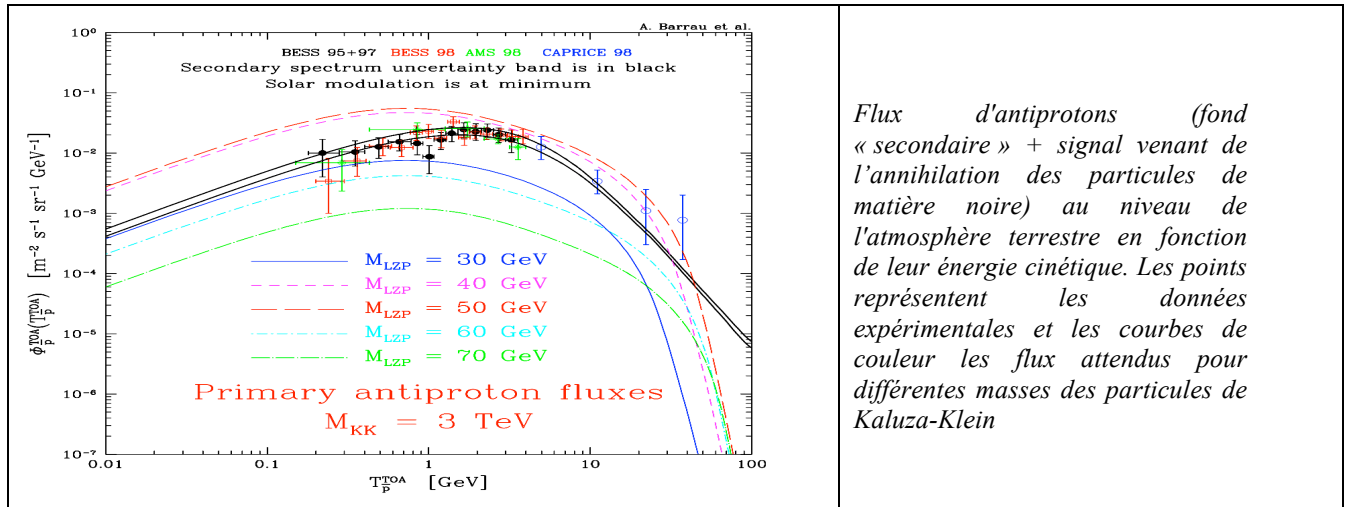 A. Barrau et al.
BESS 95+97 BESS 98 AMS 98 CAPRICE 98
Secondary spectrum uncertainty band is in black
Solar modulation is at minimum
10⁰
10⁻¹
10⁻²
10⁻³
10⁻⁴
10⁻⁵
10⁻⁶
10⁻⁷
Φp̄ᵀᴼᴬ(Tp̄ᵀᴼᴬ) [m⁻² s⁻¹ sr⁻¹ GeV⁻¹]
M_LZP = 30 GeV
M_LZP = 40 GeV
M_LZP = 50 GeV
M_LZP = 60 GeV
M_LZP = 70 GeV
Primary antiproton fluxes
M_KK = 3 TeV
0.01 0.1 1 10 100
Tp̄ᵀᴼᴬ [GeV]
Flux d'antiprotons (fond
« secondaire » + signal venant de
l'annihilation des particules de
matière noire) au niveau de
l'atmosphère terrestre en fonction
de leur énergie cinétique. Les points
représentent les données
expérimentales et les courbes de
couleur les flux attendus pour
différentes masses des particules de
Kaluza-Klein